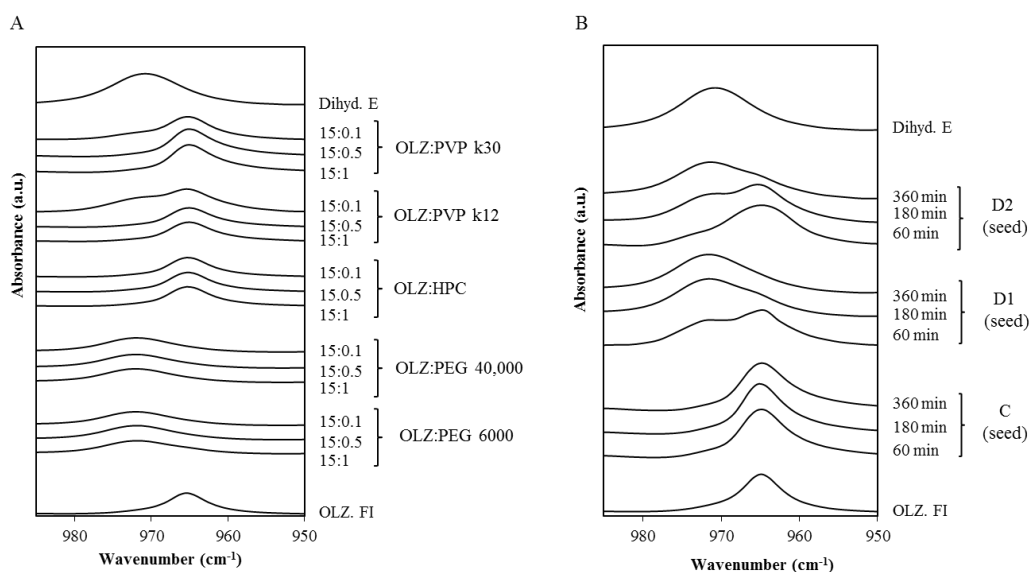 A
Absorbance (a.u.)
Dihyd. E
15:0.1
15:0.5
15:1
OLZ:PVP k30
15:0.1
15:0.5
15:1
OLZ:PVP k12
15:0.1
15:0.5
15:1
OLZ:HPC
15:0.1
15:0.5
15:1
OLZ:PEG 40,000
15:0.1
15:0.5
15:1
OLZ:PEG 6000
OLZ. FI
980 970 960 950
Wavenumber (cm-1)
B
Absorbance (a.u.)
Dihyd. E
360 min
180 min
60 min
D2
(seed)
360 min
180 min
60 min
D1
(seed)
360 min
180 min
60 min
C
(seed)
OLZ. FI
980 970 960 950
Wavenumber (cm-1)